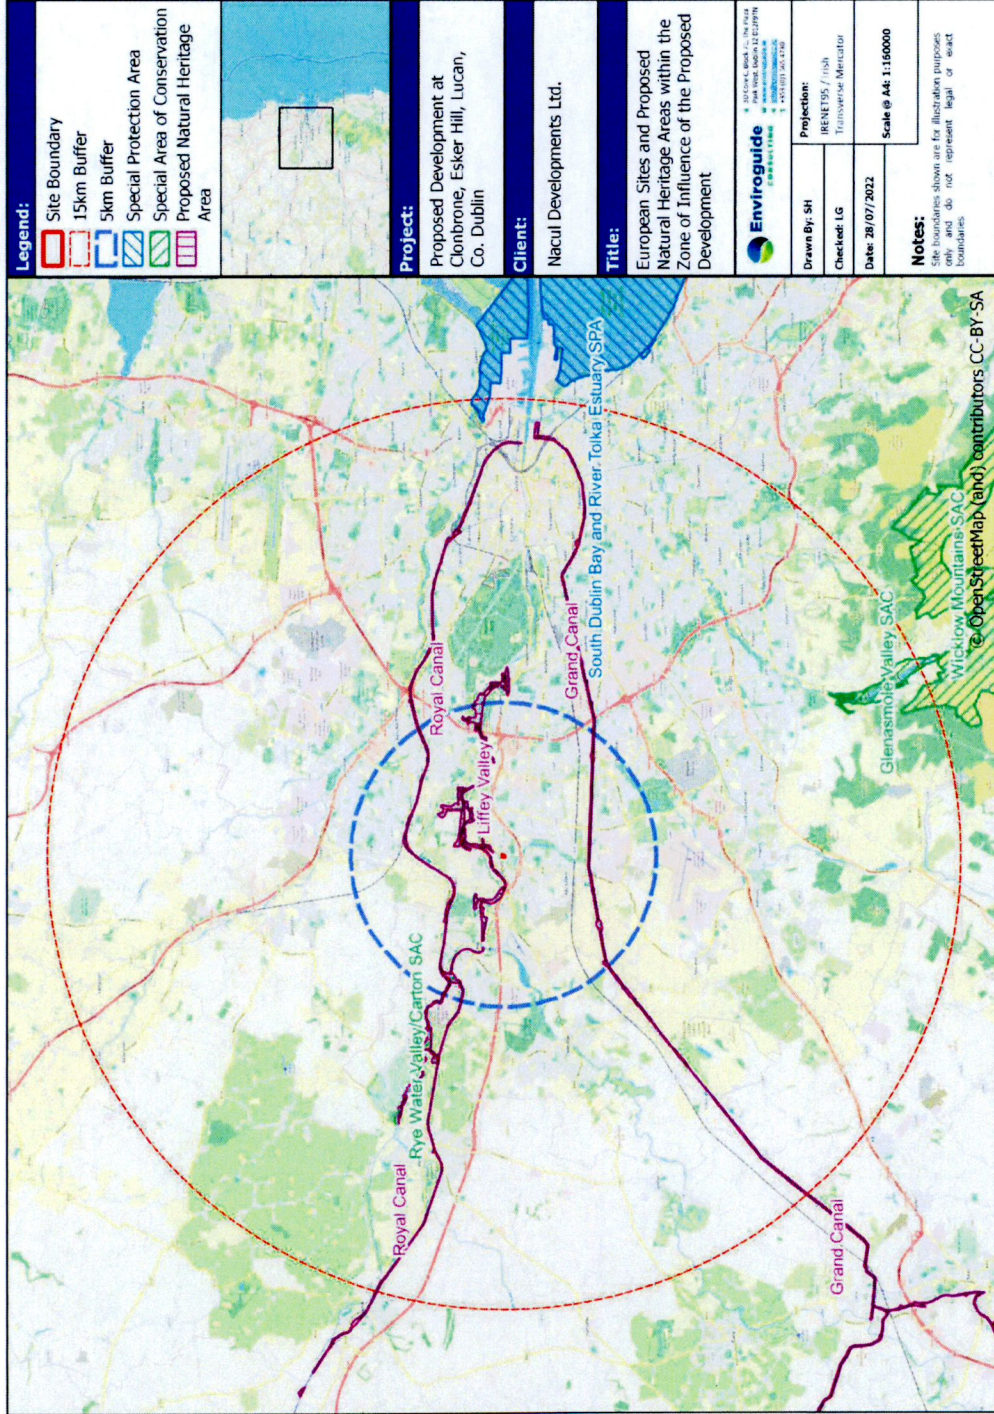 Legend:
Site Boundary
15km Buffer
5km Buffer
Special Protection Area
Special Area of Conservation
Proposed Natural Heritage
Area
Project:
Proposed Development at
Clonbrone, Esker Hill, Lucan,
Co. Dublin
Client:
Nacul Developments Ltd.
Title:
European Sites and Proposed
Natural Heritage Areas within the
Zone of Influence of the Proposed
Development
Enviroguide
CONSULTING
Drawn By: SH
Checked: LG
Date: 28/07/2022
Projection:
IRENET95 / Irish
Transverse Mercator
Scale @ A4: 1:160000
Notes:
Site boundaries shown are for illustration purposes
only and do not represent legal or exact
boundaries
Royal Canal
Rye Water Valley/Carton SAC
Royal Canal
Liffey Valley
Grand Canal
South Dublin Bay and River Tolka Estuary SPA
Grand Canal
Glenasmole Valley SAC
Wicklow Mountains SAC
© OpenStreetMap (and) contributors CC-BY-SA